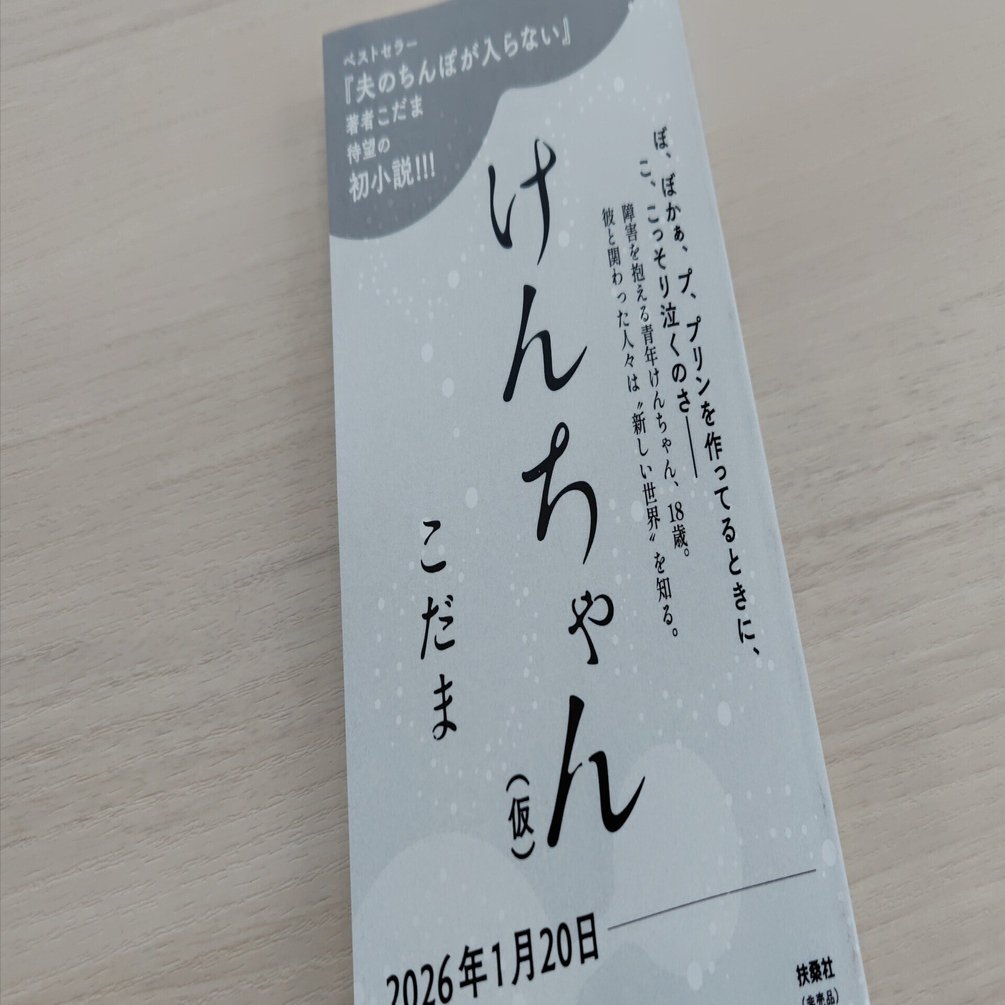 ベストセラー
『夫のちんぽが入らない』
著者こだま
待望の
初小説!!!
ぼ、ぼかぁ、プ、プリンを作ってるときに、
こ、こっそり泣くのさ――
障害を抱える青年けんちゃん、18歳。
彼と関わった人々は〝新しい世界〟を知る。
けんちゃん
(仮)
こだま
2026年1月20日
扶桑社
(非売品)